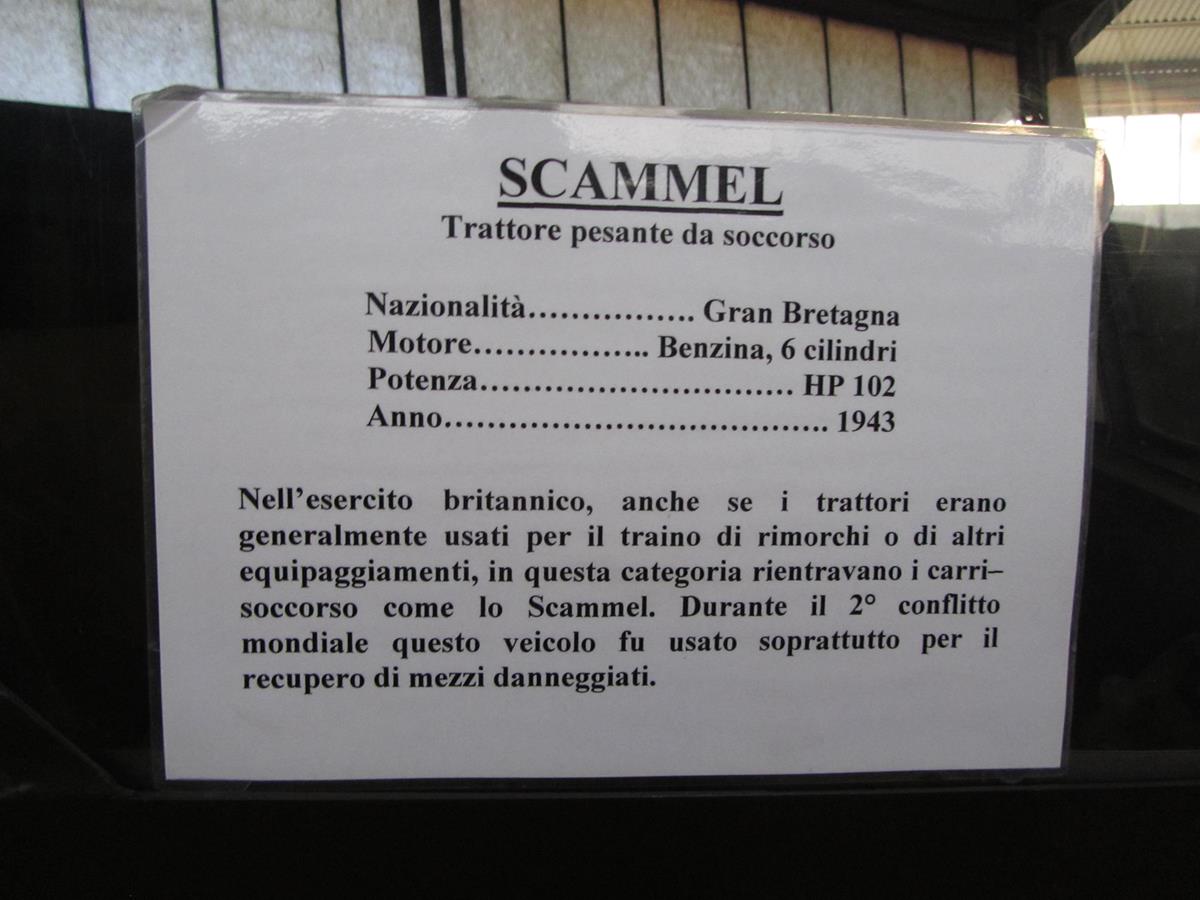 SCAMMEL
Trattore pesante da soccorso
Nazionalità……………. Gran Bretagna
Motore…………….. Benzina, 6 cilindri
Potenza………………………… HP 102
Anno………………………………. 1943
Nell’esercito britannico, anche se i trattori erano
generalmente usati per il traino di rimorchi o di altri
equipaggiamenti, in questa categoria rientravano i carri–
soccorso come lo Scammel. Durante il 2° conflitto
mondiale questo veicolo fu usato soprattutto per il
recupero di mezzi danneggiati.